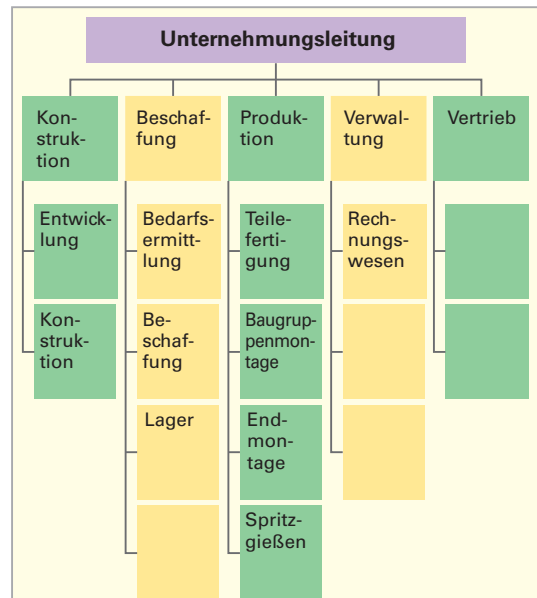 Unternehmungsleitung
Kon-
struk-
tion
Beschaf-
fung
Produk-
tion
Verwal-
tung
Vertrieb
Entwick-
lung
Kon-
struk-
tion
Bedarfs-
ermitt-
lung
Be-
schaf-
fung
Lager
Teile-
ferti-
gung
Baugrup-
penmon-
tage
End-
mon-
tage
Spritz-
gießen
Rech-
nungs-
wesen